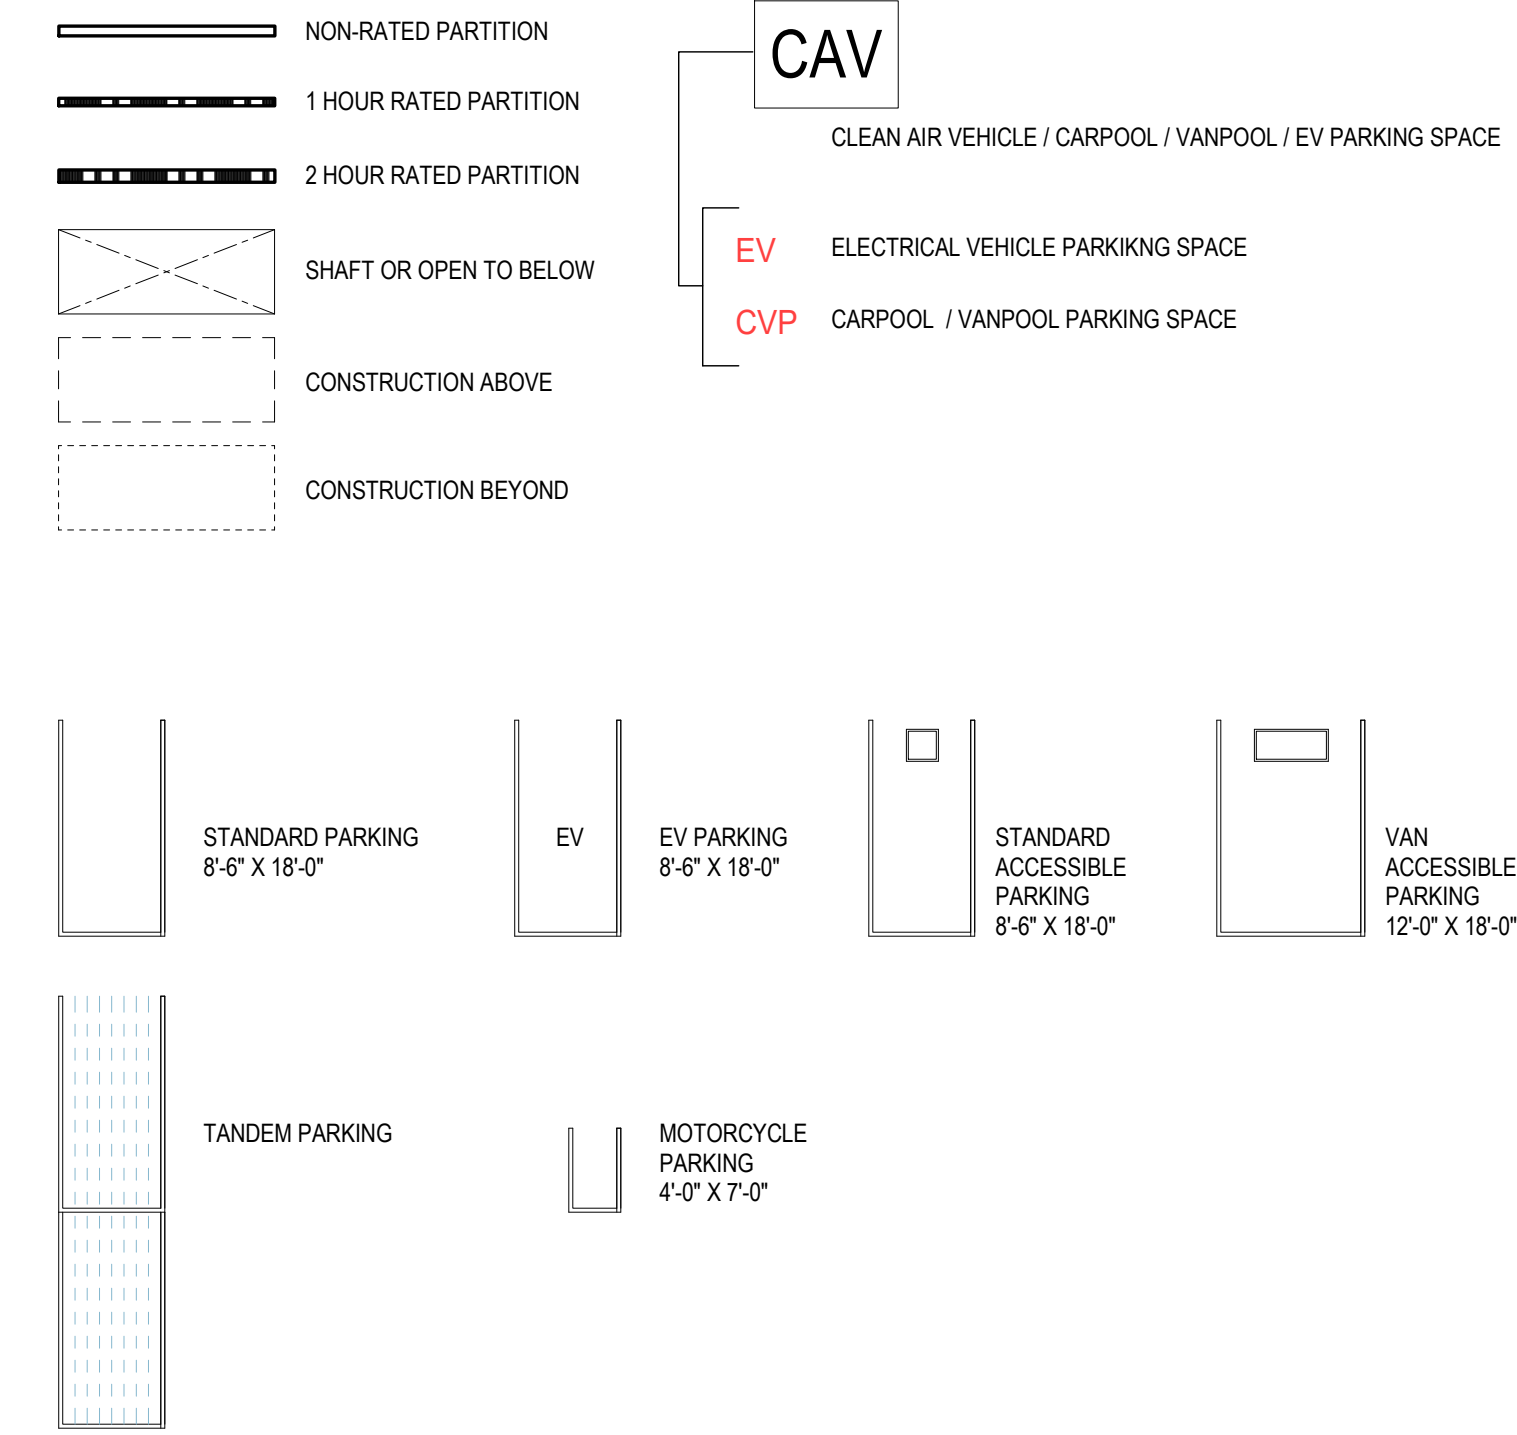 NON-RATED PARTITION
1 HOUR RATED PARTITION
2 HOUR RATED PARTITION
SHAFT OR OPEN TO BELOW
CONSTRUCTION ABOVE
CONSTRUCTION BEYOND
CAV
CLEAN AIR VEHICLE / CARPOOL / VANPOOL / EV PARKING SPACE
EV ELECTRICAL VEHICLE PARKIKNG SPACE
CVP CARPOOL / VANPOOL PARKING SPACE
STANDARD PARKING
8'-6" X 18'-0"
EV
EV PARKING
8'-6" X 18'-0"
STANDARD
ACCESSIBLE
PARKING
8'-6" X 18'-0"
VAN
ACCESSIBLE
PARKING
12'-0" X 18'-0"
TANDEM PARKING
MOTORCYCLE
PARKING
4'-0" X 7'-0"